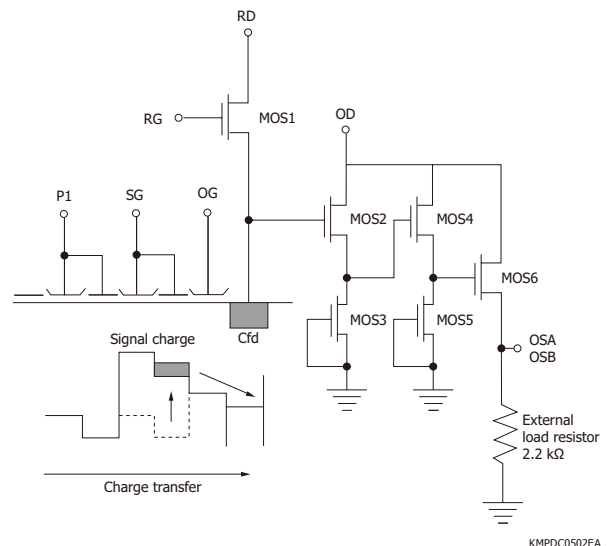 RD
RG
MOS1
OD
P1
SG
OG
MOS2
MOS4
MOS6
MOS3
MOS5
Cfd
Signal charge
OSA
OSB
External
load resistor
2.2 kΩ
Charge transfer
KMPDC0502EA